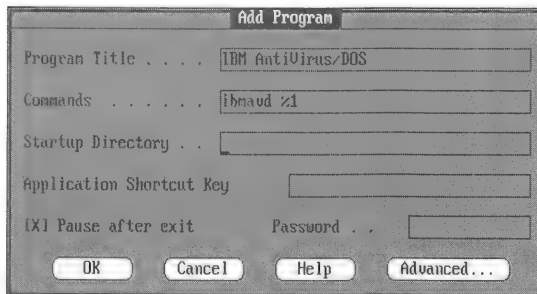 Add Program
Program Title . . . . IBM AntiVirus/DOS
Commands . . . . . . ibmavd %1
Startup Directory . .
Application Shortcut Key
[X] Pause after exit Password . .
OK Cancel Help Advanced...